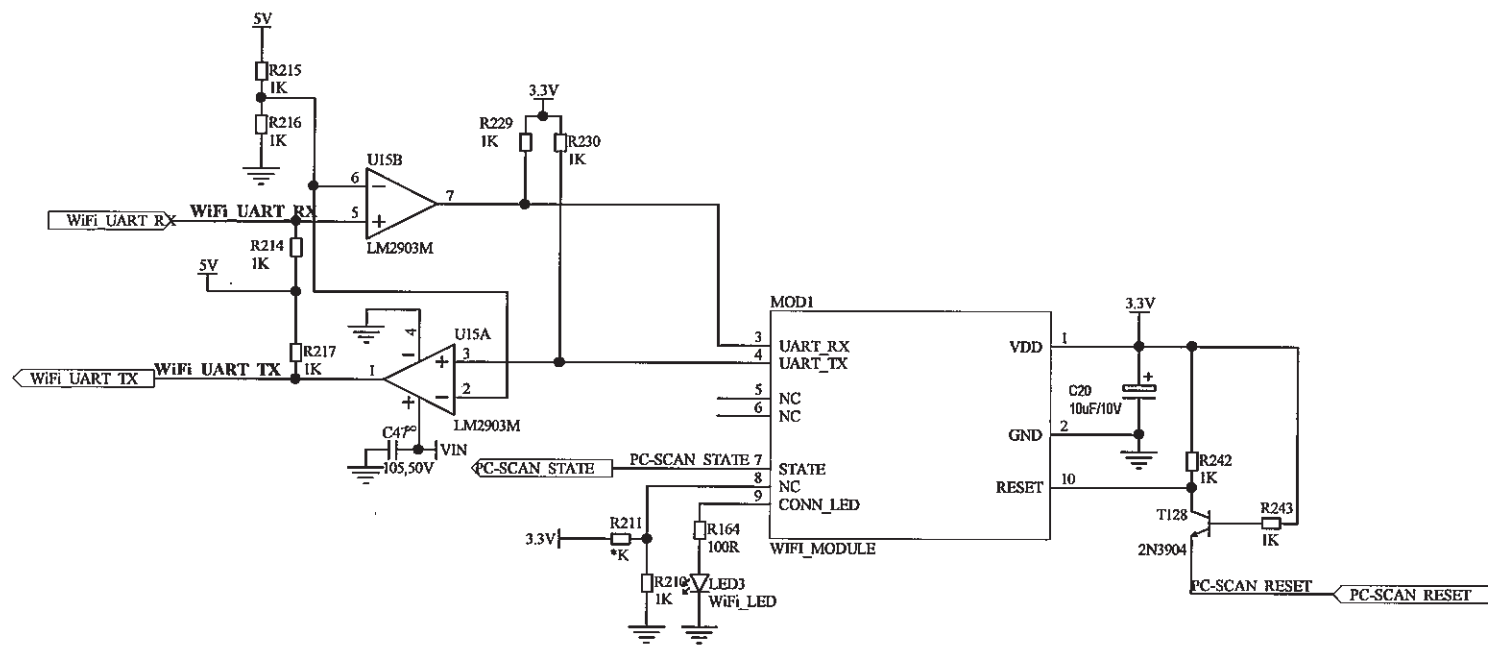 5V
R215
1K
R216
1K
3.3V
R229
1K
R230
1K
U15B
6
7
5
LM2903M
WiFi_UART_RX
WiFi_UART_RX
R214
1K
5V
4
U15A
3
2
1
R217
1K
WiFi_UART_TX
WiFi_UART_TX
LM2903M
C47
105,50V
VIN
PC-SCAN_STATE
PC-SCAN_STATE
MOD1
3
UART_RX
4
UART_TX
5
NC
6
NC
7
STATE
8
NC
9
CONN_LED
WIFI_MODULE
VDD
1
GND
2
RESET
10
3.3V
C20
10uF/10V
R242
1K
T128
2N3904
R243
1K
PC-SCAN_RESET
PC-SCAN_RESET
3.3V
R211
*K
R210
1K
R164
100R
LED3
WiFi_LED